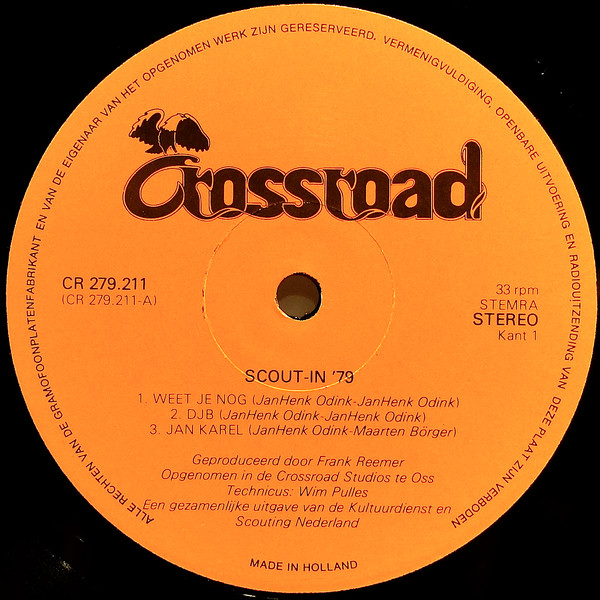 ALLE RECHTEN VAN DE GRAMOFOONPLATENFABRIKANT EN VAN DE EIGENAAR VAN HET OPGENOMEN WERK ZIJN GERESERVEERD. VERMENIGVULDIGING, OPENBARE UITVOERING EN RADIOUITZENDING VAN DEZE PLAAT ZIJN VERBODEN
Crossroad
CR 279.211
(CR 279.211-A)
33 rpm
STEMRA
STEREO
Kant 1
SCOUT-IN '79
1. WEET JE NOG (JanHenk Odink-JanHenk Odink)
2. DJB (JanHenk Odink-JanHenk Odink)
3. JAN KAREL (JanHenk Odink-Maarten Börger)
Geproduceerd door Frank Reemer
Opgenomen in de Crossroad Studios te Oss
Technicus: Wim Pulles
Een gezamenlijke uitgave van de Kultuurdienst en
Scouting Nederland
MADE IN HOLLAND